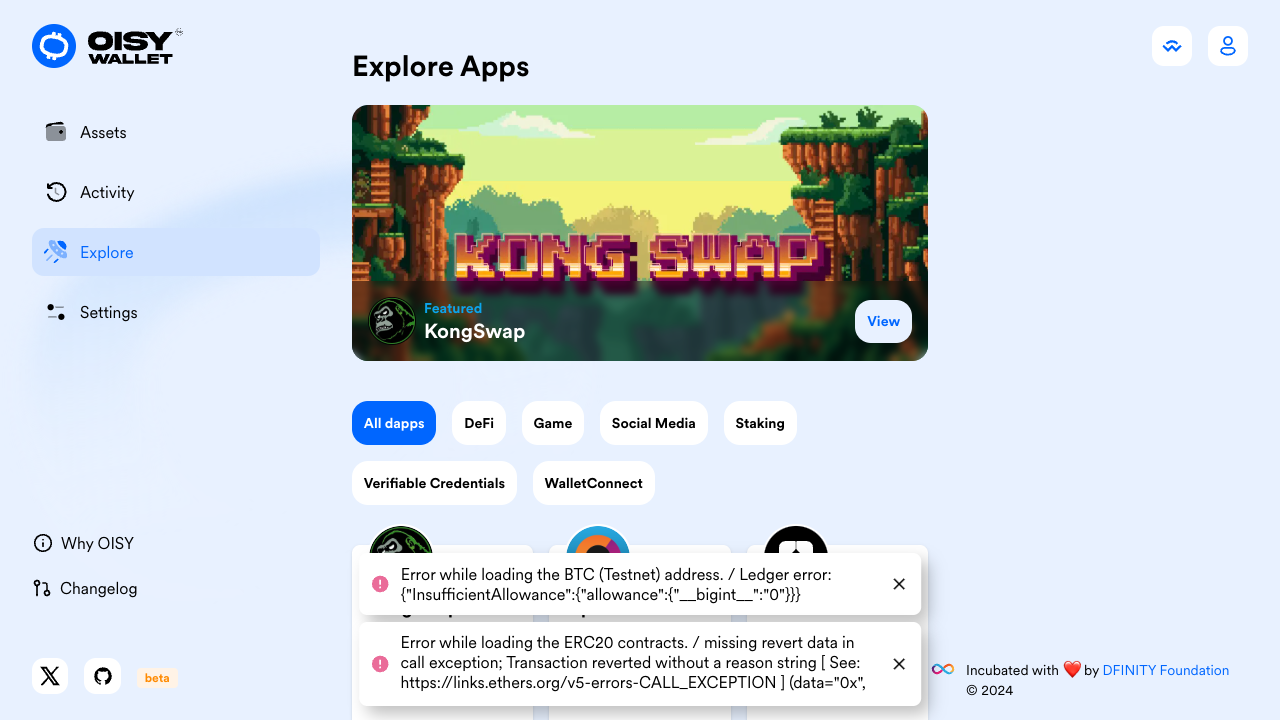 OISY
WALLET
Explore Apps
Assets
Activity
Explore
Settings
KONG SWAP
Featured
KongSwap
View
All dapps
DeFi
Game
Social Media
Staking
Verifiable Credentials
WalletConnect
Why OISY
Changelog
Error while loading the BTC (Testnet) address. / Ledger error:
{"InsufficientAllowance":{"allowance":{"__bigint__":"0"}}}
Error while loading the ERC20 contracts. / missing revert data in
call exception; Transaction reverted without a reason string [ See:
https://links.ethers.org/v5-errors-CALL_EXCEPTION ] (data="0x",
beta
Incubated with ❤️ by DFINITY Foundation
© 2024